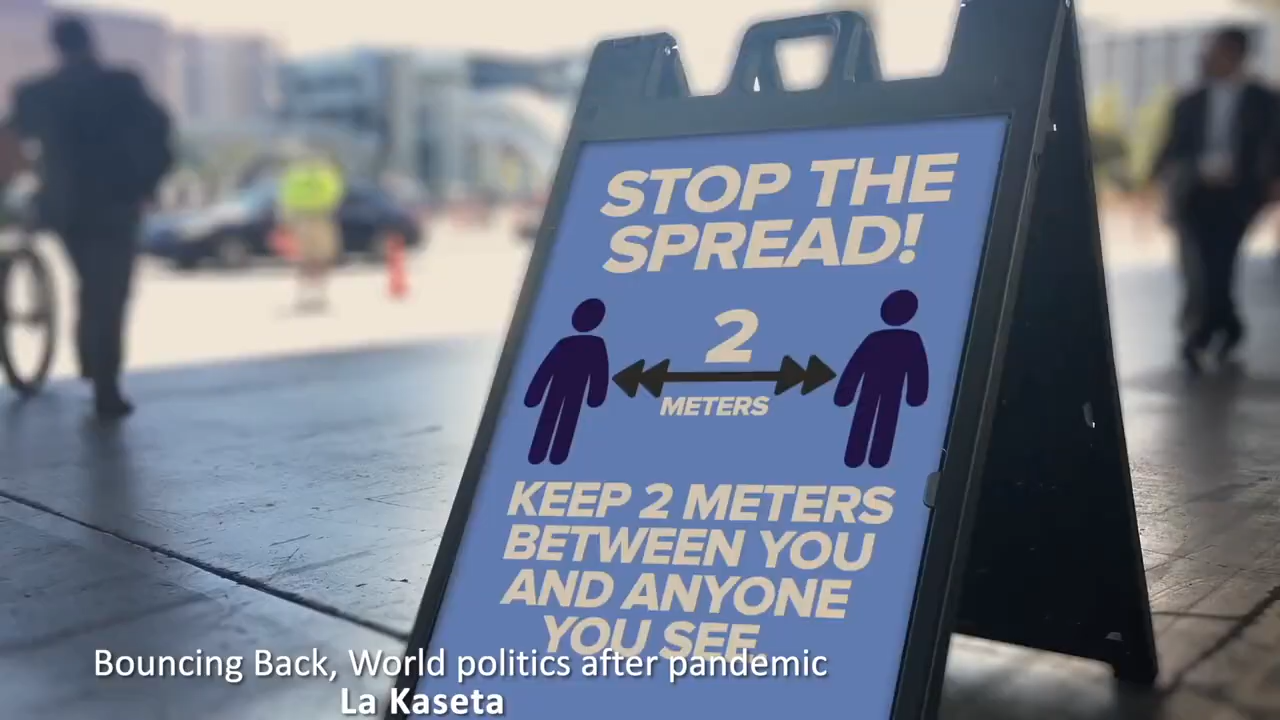 STOP THE
SPREAD!
2
METERS
KEEP 2 METERS
BETWEEN YOU
AND ANYONE
YOU SEE.
Bouncing Back, World politics after pandemic
La Kaseta